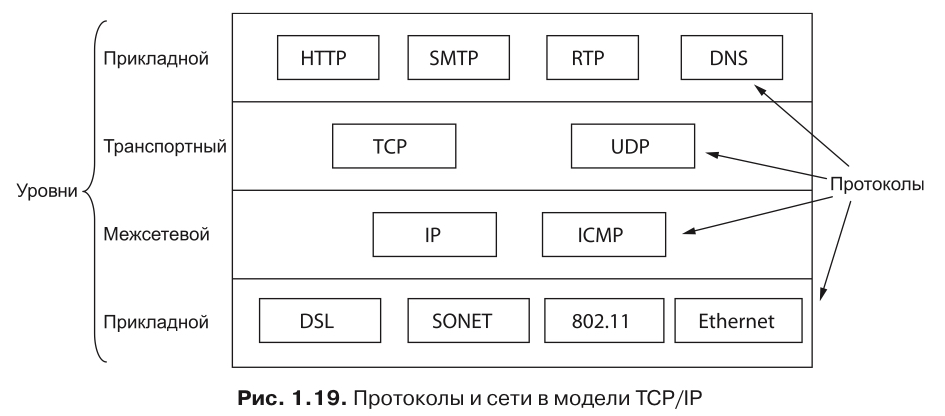 Прикладной
HTTP SMTP RTP DNS
Транспортный
TCP UDP
Уровни
Протоколы
Межсетевой
IP ICMP
Прикладной
DSL SONET 802.11 Ethernet
Рис. 1.19. Протоколы и сети в модели TCP/IP